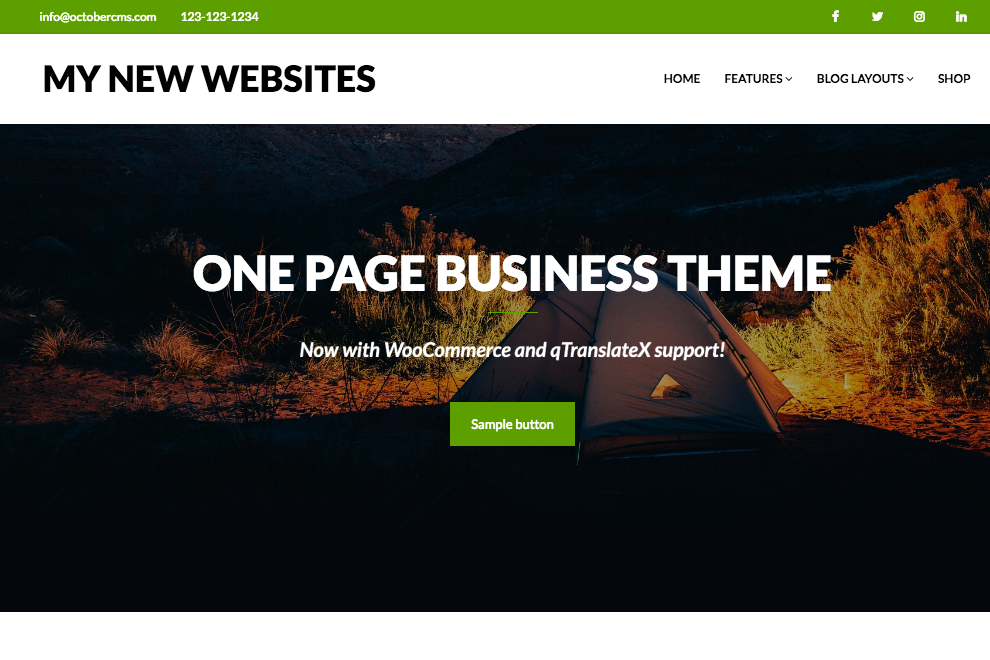 info@octobercms.com 123-123-1234
MY NEW WEBSITES
HOME FEATURES BLOG LAYOUTS SHOP
ONE PAGE BUSINESS THEME
Now with WooCommerce and qTranslateX support!
Sample button